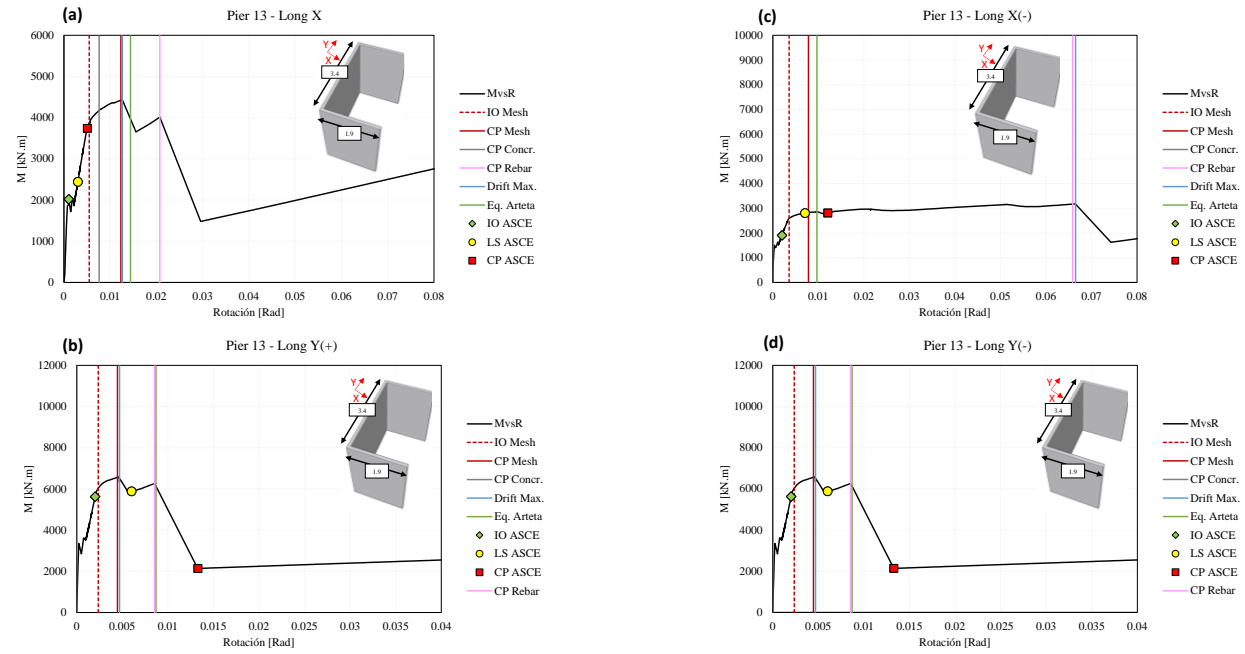 (a)
Pier 13 - Long X
M [kN.m]
6000
5000
4000
3000
2000
1000
0
0
0.01
0.02
0.03
0.04
0.05
0.06
0.07
0.08
Rotación [Rad]
Y
X
3.4
1.9
MvsR
IO Mesh
CP Mesh
CP Concr.
CP Rebar
Drift Max.
Eq. Arteta
IO ASCE
LS ASCE
CP ASCE
(c)
Pier 13 - Long X(-)
M [kN.m]
10000
9000
8000
7000
6000
5000
4000
3000
2000
1000
0
0
0.01
0.02
0.03
0.04
0.05
0.06
0.07
0.08
Rotación [Rad]
Y
X
3.4
1.9
MvsR
IO Mesh
CP Mesh
CP Concr.
CP Rebar
Drift Max.
Eq. Arteta
IO ASCE
LS ASCE
CP ASCE
(b)
Pier 13 - Long Y(+)
M [kN.m]
12000
10000
8000
6000
4000
2000
0
0
0.005
0.01
0.015
0.02
0.025
0.03
0.035
0.04
Rotación [Rad]
Y
X
3.4
1.9
MvsR
IO Mesh
CP Mesh
CP Concr.
Drift Max.
Eq. Arteta
IO ASCE
LS ASCE
CP ASCE
CP Rebar
(d)
Pier 13 - Long Y(-)
M [kN.m]
12000
10000
8000
6000
4000
2000
0
0
0.005
0.01
0.015
0.02
0.025
0.03
0.035
0.04
Rotación [Rad]
Y
X
3.4
1.9
MvsR
IO Mesh
CP Mesh
CP Concr.
Drift Max.
Eq. Arteta
IO ASCE
LS ASCE
CP ASCE
CP Rebar